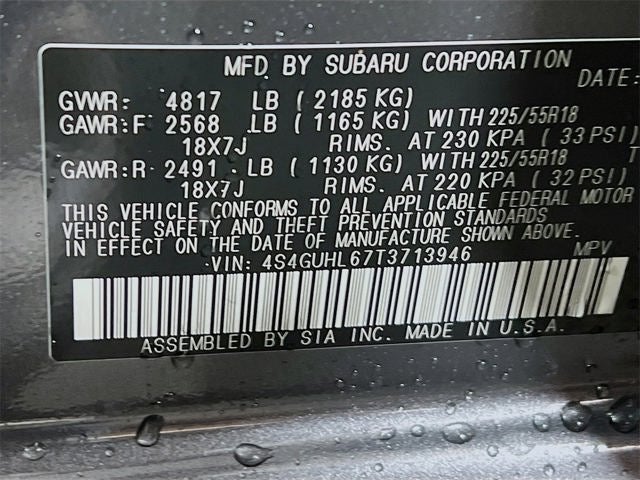 MFD BY SUBARU CORPORATION
DATE:
GVWR: 4817 LB ( 2185 KG)
GAWR: F 2568 LB ( 1165 KG) WITH 225/55R18
18X7J RIMS. AT 230 KPA ( 33 PSI)
GAWR: R 2491 LB ( 1130 KG) WITH 225/55R18 T
18X7J RIMS. AT 220 KPA ( 32 PSI)
THIS VEHICLE CONFORMS TO ALL APPLICABLE FEDERAL MOTOR
VEHICLE SAFETY AND THEFT PREVENTION STANDARDS
IN EFFECT ON THE DATE OF MANUFACTURE SHOWN ABOVE.
VIN: 4S4GUHL67T3713946 MPV
ASSEMBLED BY SIA INC. MADE IN U.S.A.